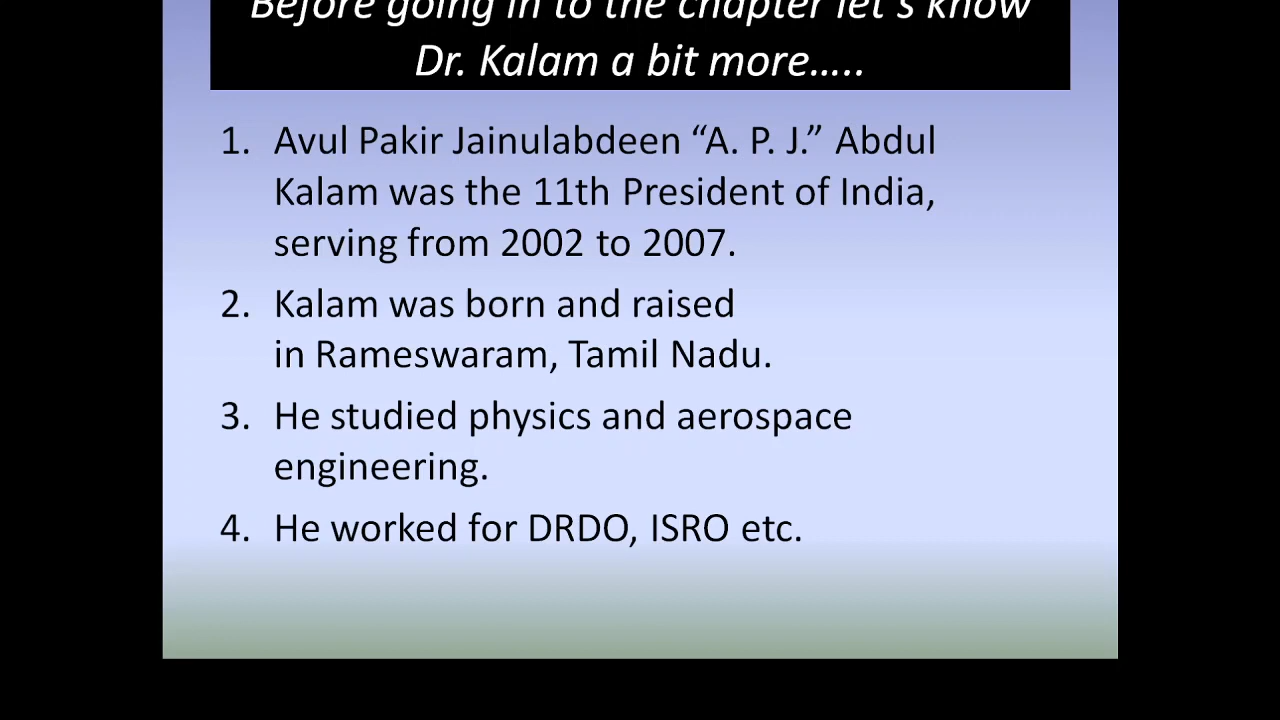 Before going in to the chapter let's know
Dr. Kalam a bit more.....
1. Avul Pakir Jainulabdeen “A. P. J.” Abdul
Kalam was the 11th President of India,
serving from 2002 to 2007.
2. Kalam was born and raised
in Rameswaram, Tamil Nadu.
3. He studied physics and aerospace
engineering.
4. He worked for DRDO, ISRO etc.